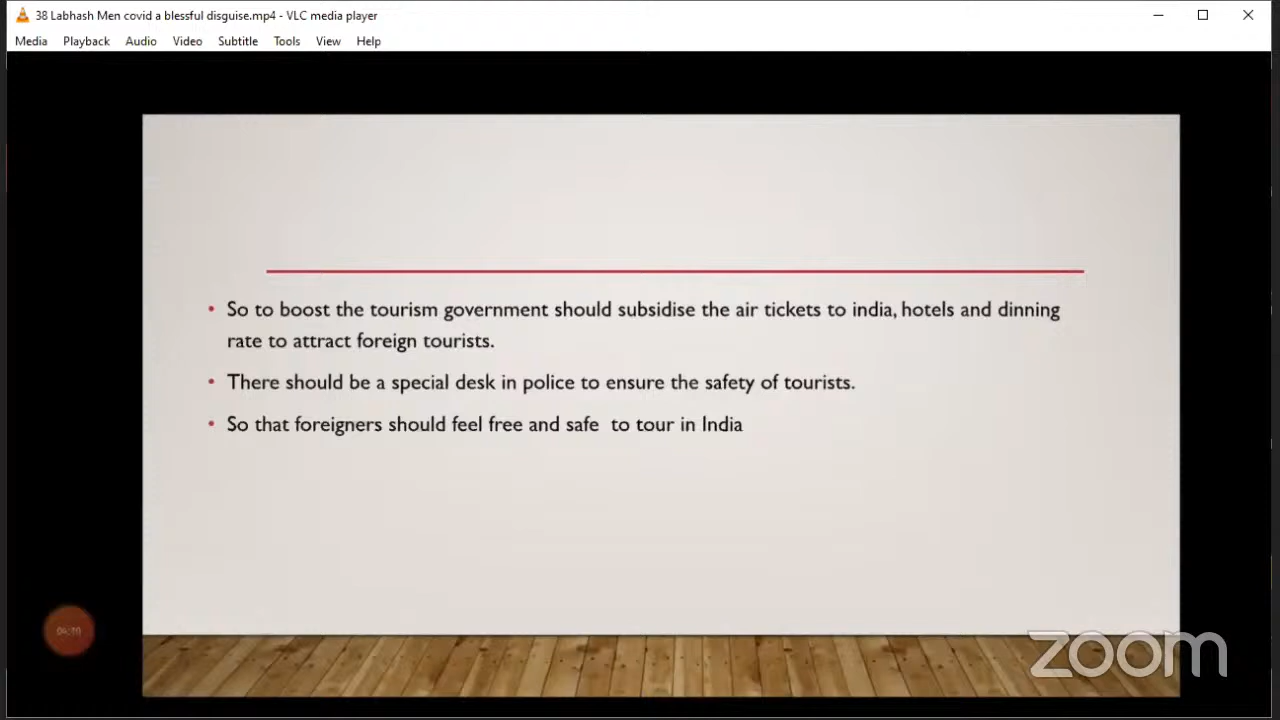 38 Labhash Men covid a blessful disguise.mp4 - VLC media player
Media Playback Audio Video Subtitle Tools View Help
• So to boost the tourism government should subsidise the air tickets to india, hotels and dinning
rate to attract foreign tourists.
• There should be a special desk in police to ensure the safety of tourists.
• So that foreigners should feel free and safe to tour in India
zoom